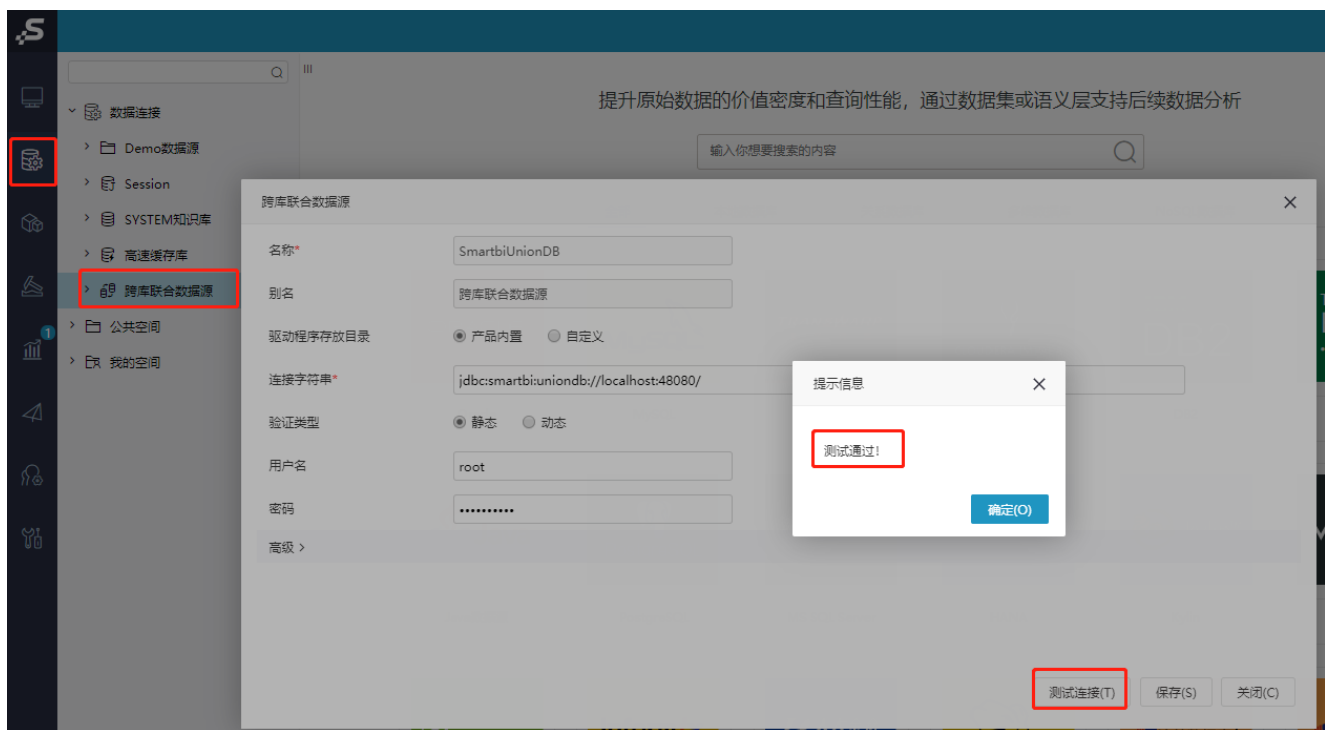 S
提升原始数据的价值密度和查询性能，通过数据集或语义层支持后续数据分析
输入你想要搜索的内容
数据连接
Demo数据源
Session
SYSTEM知识库
高速缓存库
跨库联合数据源
公共空间
我的空间
1
跨库联合数据源
名称* SmartbiUnionDB
别名 跨库联合数据源
驱动程序存放目录 产品内置 自定义
连接字符串* jdbc:smartbi:uniondb://localhost:48080/
验证类型 静态 动态
用户名 root
密码 ••••••••••
高级 >
提示信息
测试通过!
确定(O)
测试连接(T) 保存(S) 关闭(C)